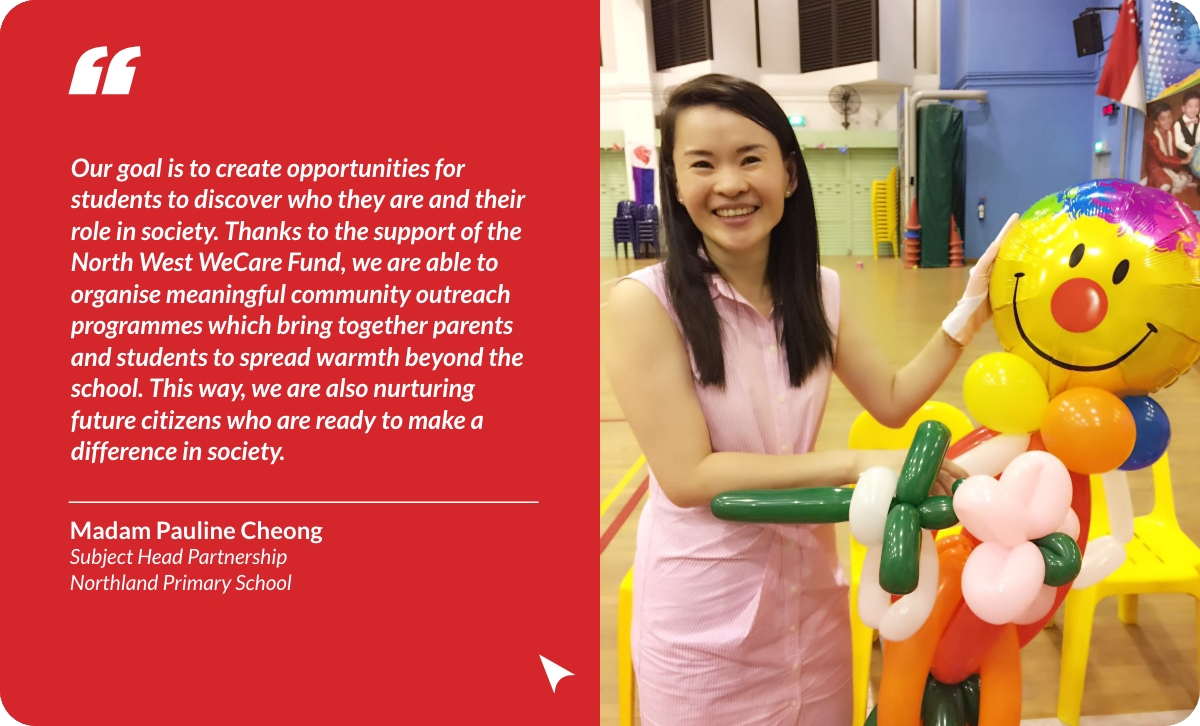 “
Our goal is to create opportunities for
students to discover who they are and their
role in society. Thanks to the support of the
North West WeCare Fund, we are able to
organise meaningful community outreach
programmes which bring together parents
and students to spread warmth beyond the
school. This way, we are also nurturing
future citizens who are ready to make a
difference in society.
Madam Pauline Cheong
Subject Head Partnership
Northland Primary School